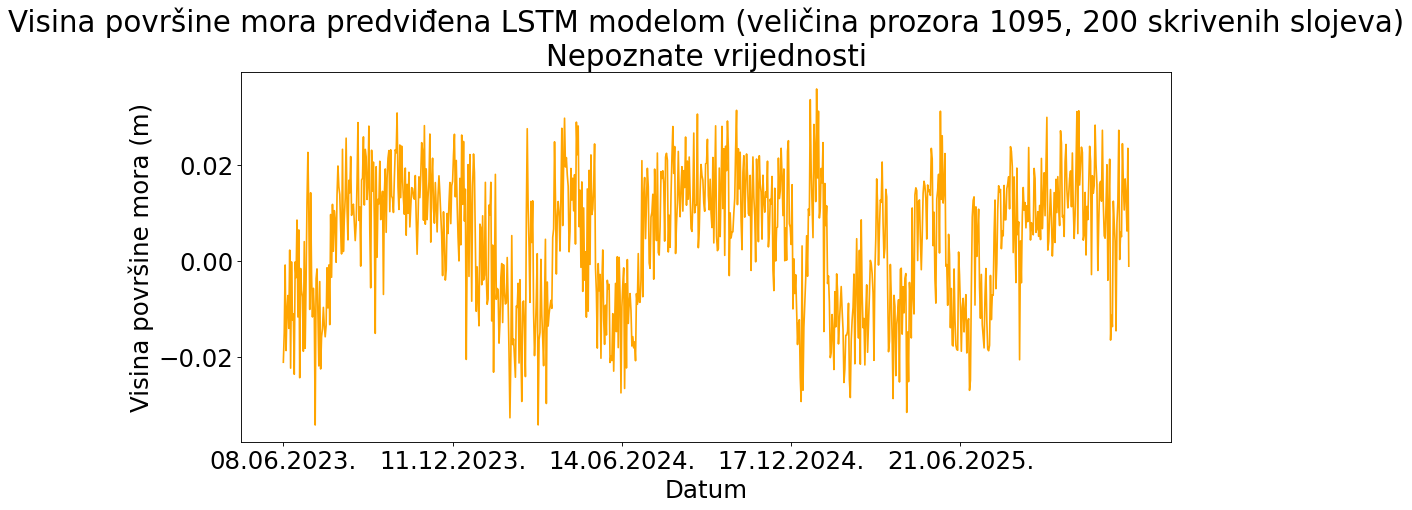 Visina površine mora predviđena LSTM modelom (veličina prozora 1095, 200 skrivenih slojeva)
Nepoznate vrijednosti
Visina površine mora (m)
0.02
0.00
−0.02
08.06.2023. 11.12.2023. 14.06.2024. 17.12.2024. 21.06.2025.
Datum